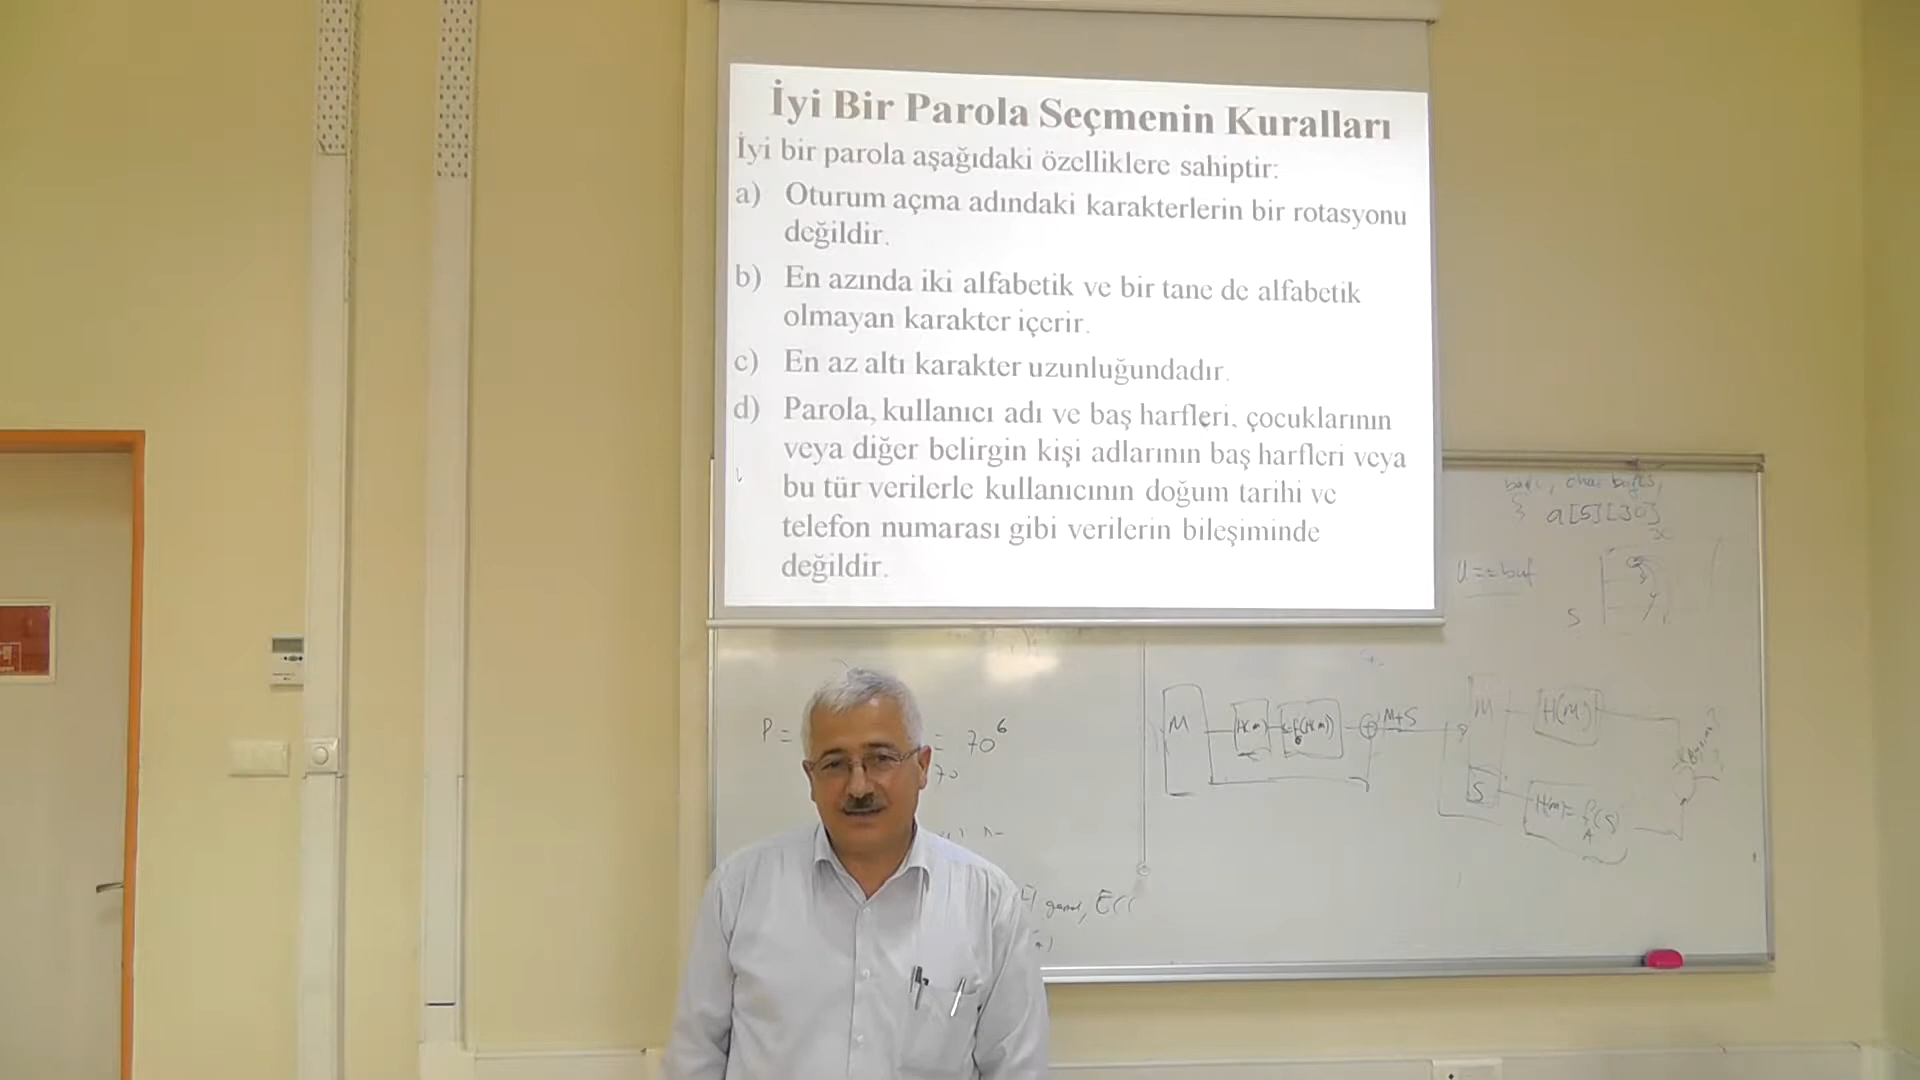 İyi Bir Parola Seçmenin Kuralları
İyi bir parola aşağıdaki özelliklere sahiptir:
a) Oturum açma adındaki karakterlerin bir rotasyonu
değildir.
b) En azında iki alfabetik ve bir tane de alfabetik
olmayan karakter içerir.
c) En az altı karakter uzunluğundadır.
d) Parola, kullanıcı adı ve baş harfleri, çocuklarının
veya diğer belirgin kişi adlarının baş harfleri veya
bu tür verilerle kullanıcının doğum tarihi ve
telefon numarası gibi verilerin bileşiminde
değildir.
a[5][30]
U==buf
S
P = = 70⁶
70
M H(m) f(H(m)) M+S
M H(m)
S H(m)= f(S)
A